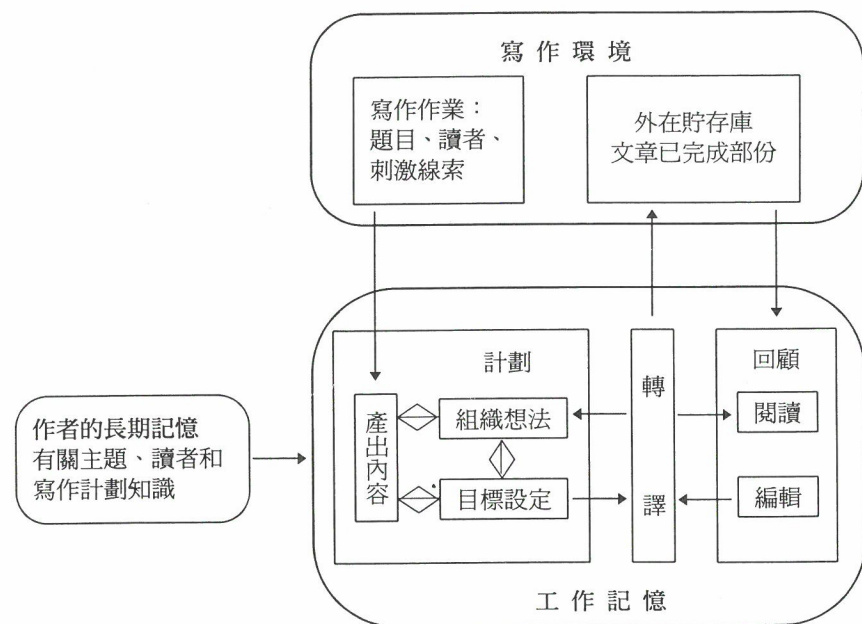 寫作環境
寫作作業：
題目、讀者、
刺激線索
外在貯存庫
文章已完成部份
作者的長期記憶
有關主題、讀者和
寫作計劃知識
計劃
產出內容
組織想法
目標設定
轉譯
回顧
閱讀
編輯
工作記憶